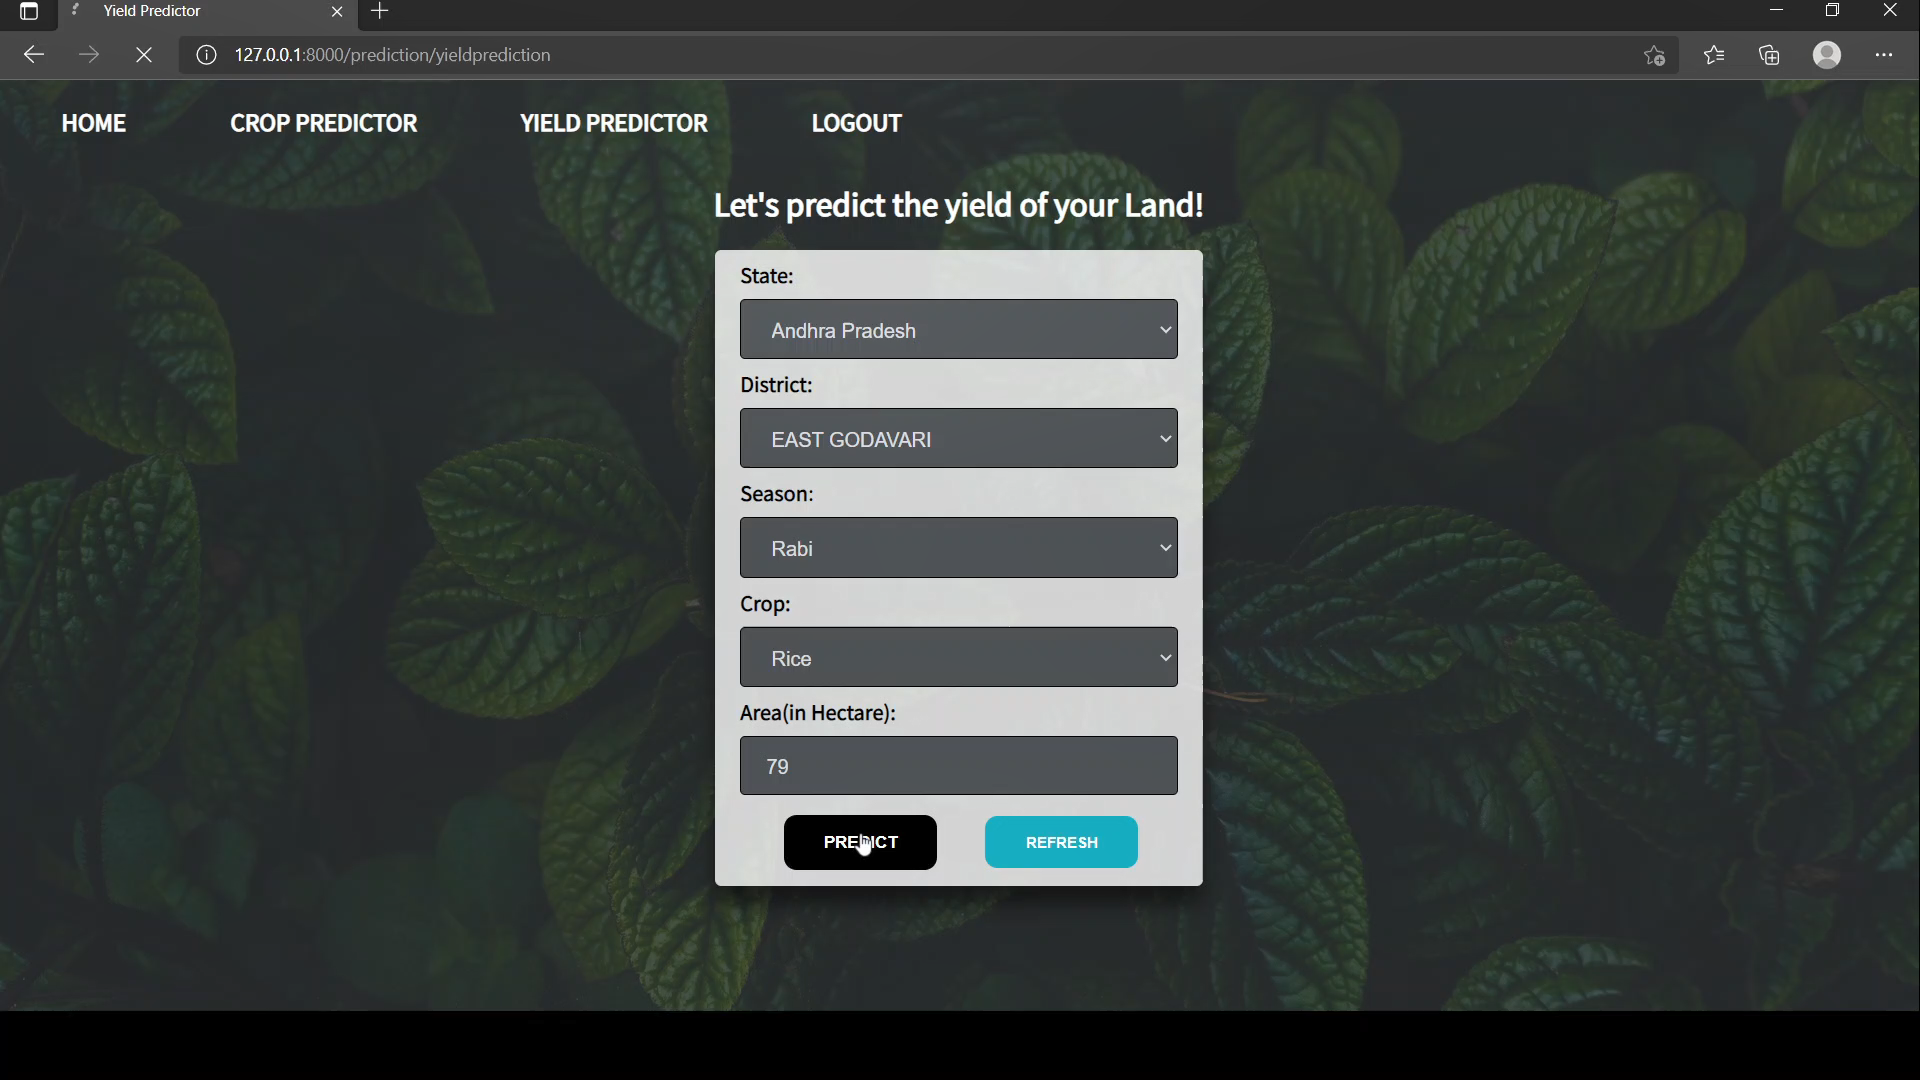 Yield Predictor
127.0.0.1:8000/prediction/yieldprediction
HOME CROP PREDICTOR YIELD PREDICTOR LOGOUT
Let's predict the yield of your Land!
State:
Andhra Pradesh
District:
EAST GODAVARI
Season:
Rabi
Crop:
Rice
Area(in Hectare):
79
PREDICT REFRESH